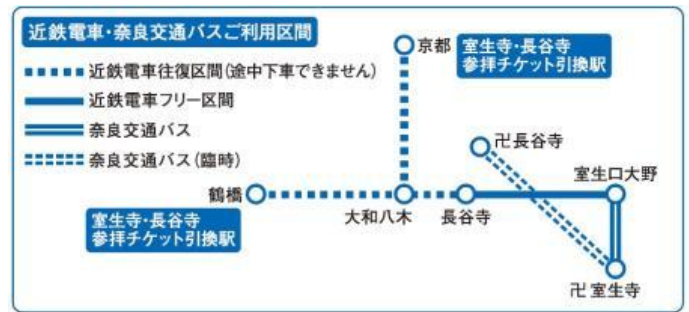 近鉄電車・奈良交通バスご利用区間
近鉄電車往復区間(途中下車できません)
近鉄電車フリー区間
奈良交通バス
奈良交通バス(臨時)
京都
室生寺・長谷寺
参拝チケット引換駅
卍長谷寺
室生口大野
鶴橋
大和八木
長谷寺
室生寺・長谷寺
参拝チケット引換駅
卍室生寺